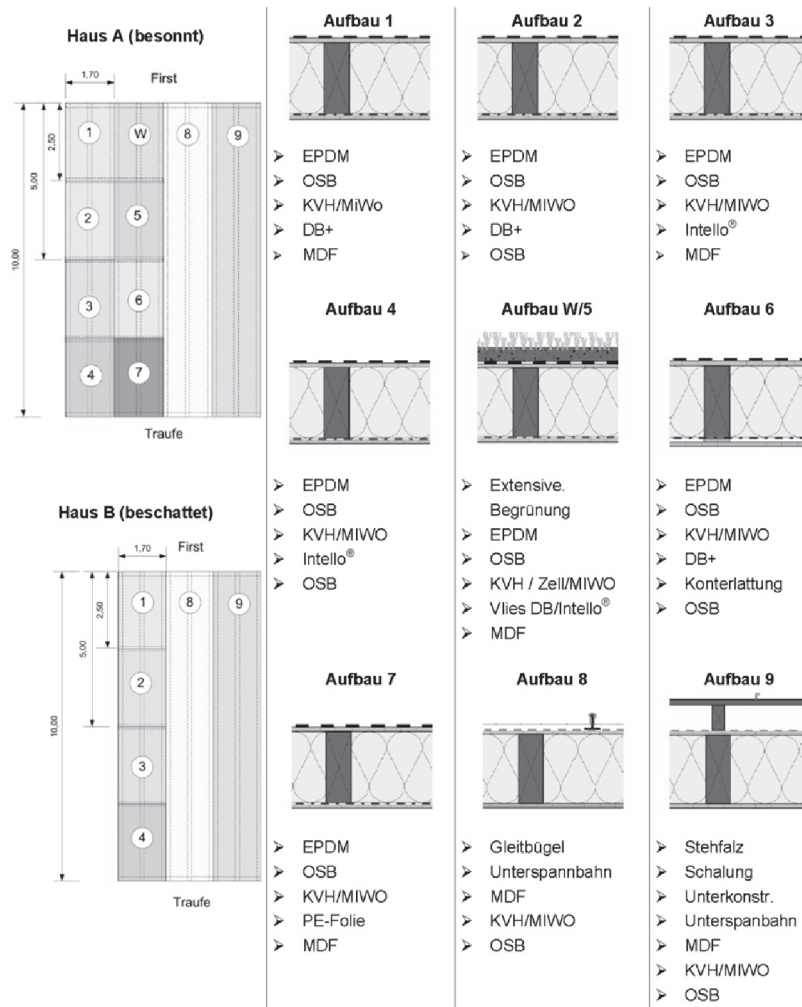 Haus A (besonnt)
1,70
First
2,50
5,00
10,00
1
W
8
9
2
5
3
6
4
7
Traufe
Haus B (beschattet)
1,70
First
2,50
5,00
10,00
1
8
9
2
3
4
Traufe
Aufbau 1
➢ EPDM
➢ OSB
➢ KVH/MiWo
➢ DB+
➢ MDF
Aufbau 2
➢ EPDM
➢ OSB
➢ KVH/MIWO
➢ DB+
➢ OSB
Aufbau 3
➢ EPDM
➢ OSB
➢ KVH/MIWO
➢ Intello®
➢ MDF
Aufbau 4
➢ EPDM
➢ OSB
➢ KVH/MIWO
➢ Intello®
➢ OSB
Aufbau W/5
➢ Extensive.
Begrünung
➢ EPDM
➢ OSB
➢ KVH / Zell/MIWO
➢ Vlies DB/Intello®
➢ MDF
Aufbau 6
➢ EPDM
➢ OSB
➢ KVH/MIWO
➢ DB+
➢ Konterlattung
➢ OSB
Aufbau 7
➢ EPDM
➢ OSB
➢ KVH/MIWO
➢ PE-Folie
➢ MDF
Aufbau 8
➢ Gleitbügel
➢ Unterspannbahn
➢ MDF
➢ KVH/MIWO
➢ OSB
Aufbau 9
➢ Stehfalz
➢ Schalung
➢ Unterkonstr.
➢ Unterspanbahn
➢ MDF
➢ KVH/MIWO
➢ OSB